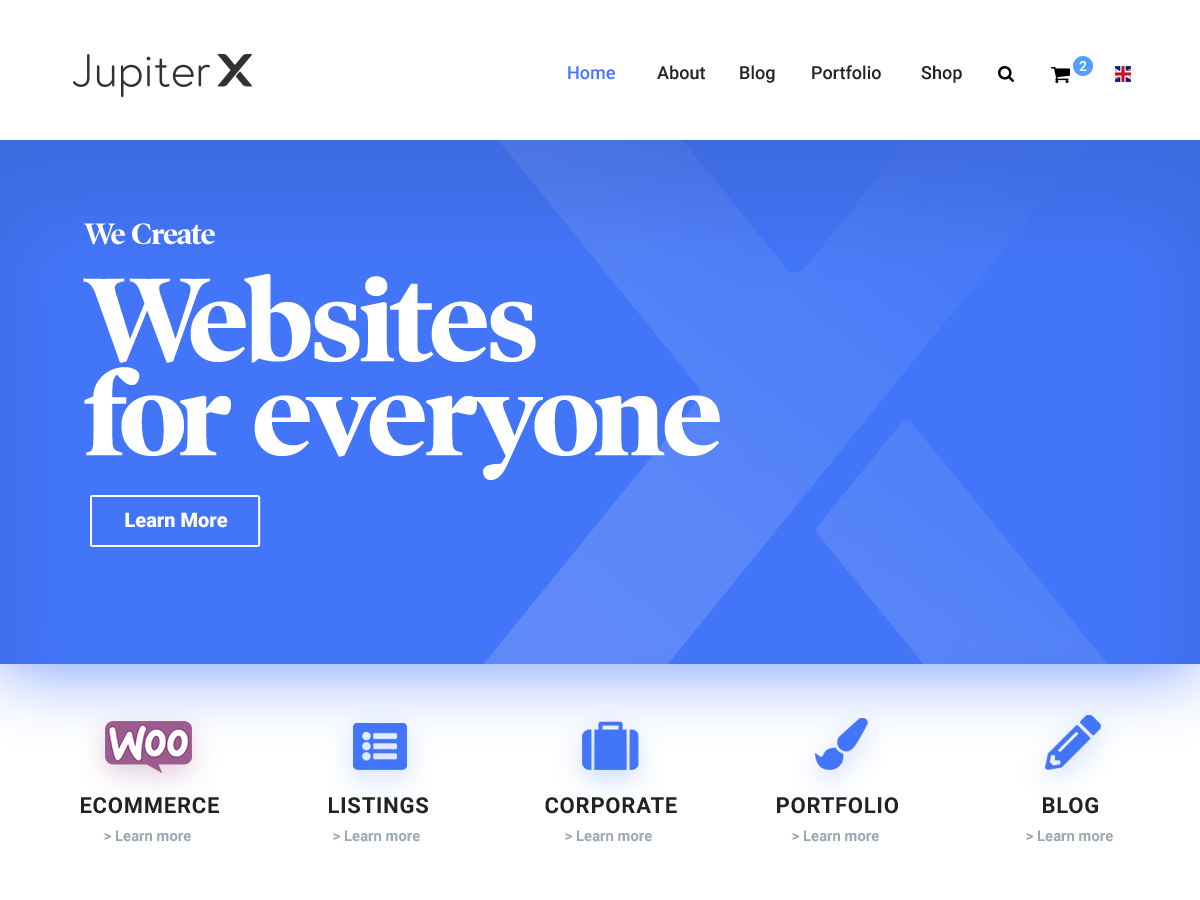 Jupiter X
Home About Blog Portfolio Shop 2
We Create
Websites
for everyone
Learn More
Woo
ECOMMERCE LISTINGS CORPORATE PORTFOLIO BLOG
> Learn more > Learn more > Learn more > Learn more > Learn more